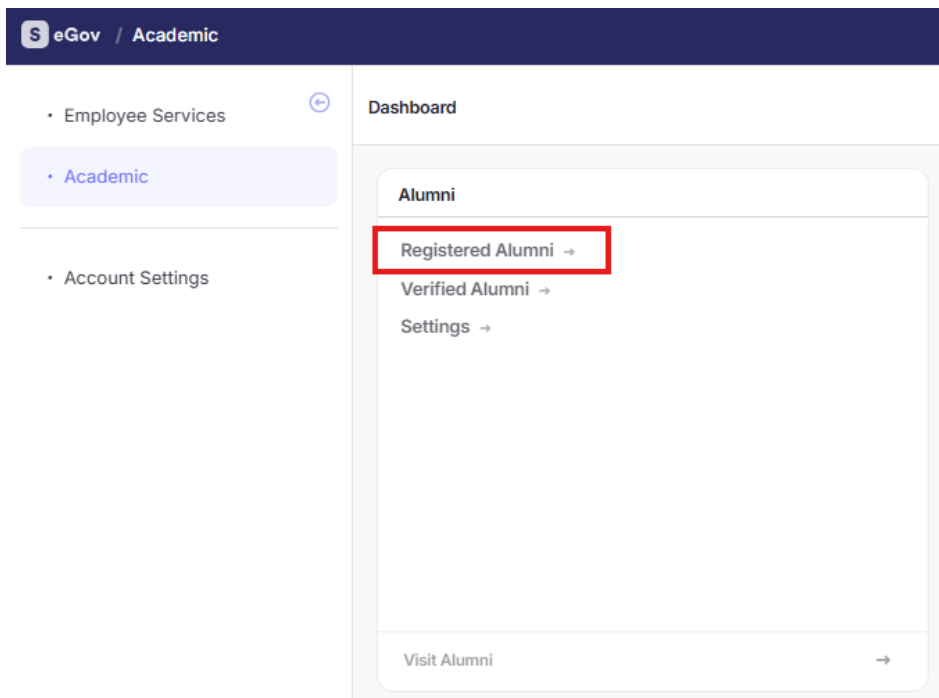 S eGov / Academic
Employee Services
Academic
Account Settings
Dashboard
Alumni
Registered Alumni →
Verified Alumni →
Settings →
Visit Alumni →